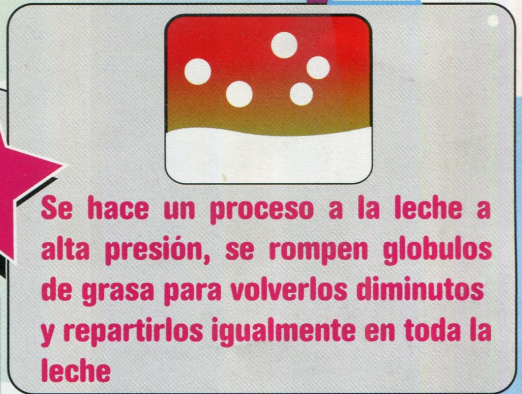 Se hace un proceso a la leche a
alta presión, se rompen globulos
de grasa para volverlos diminutos
y repartirlos igualmente en toda la
leche